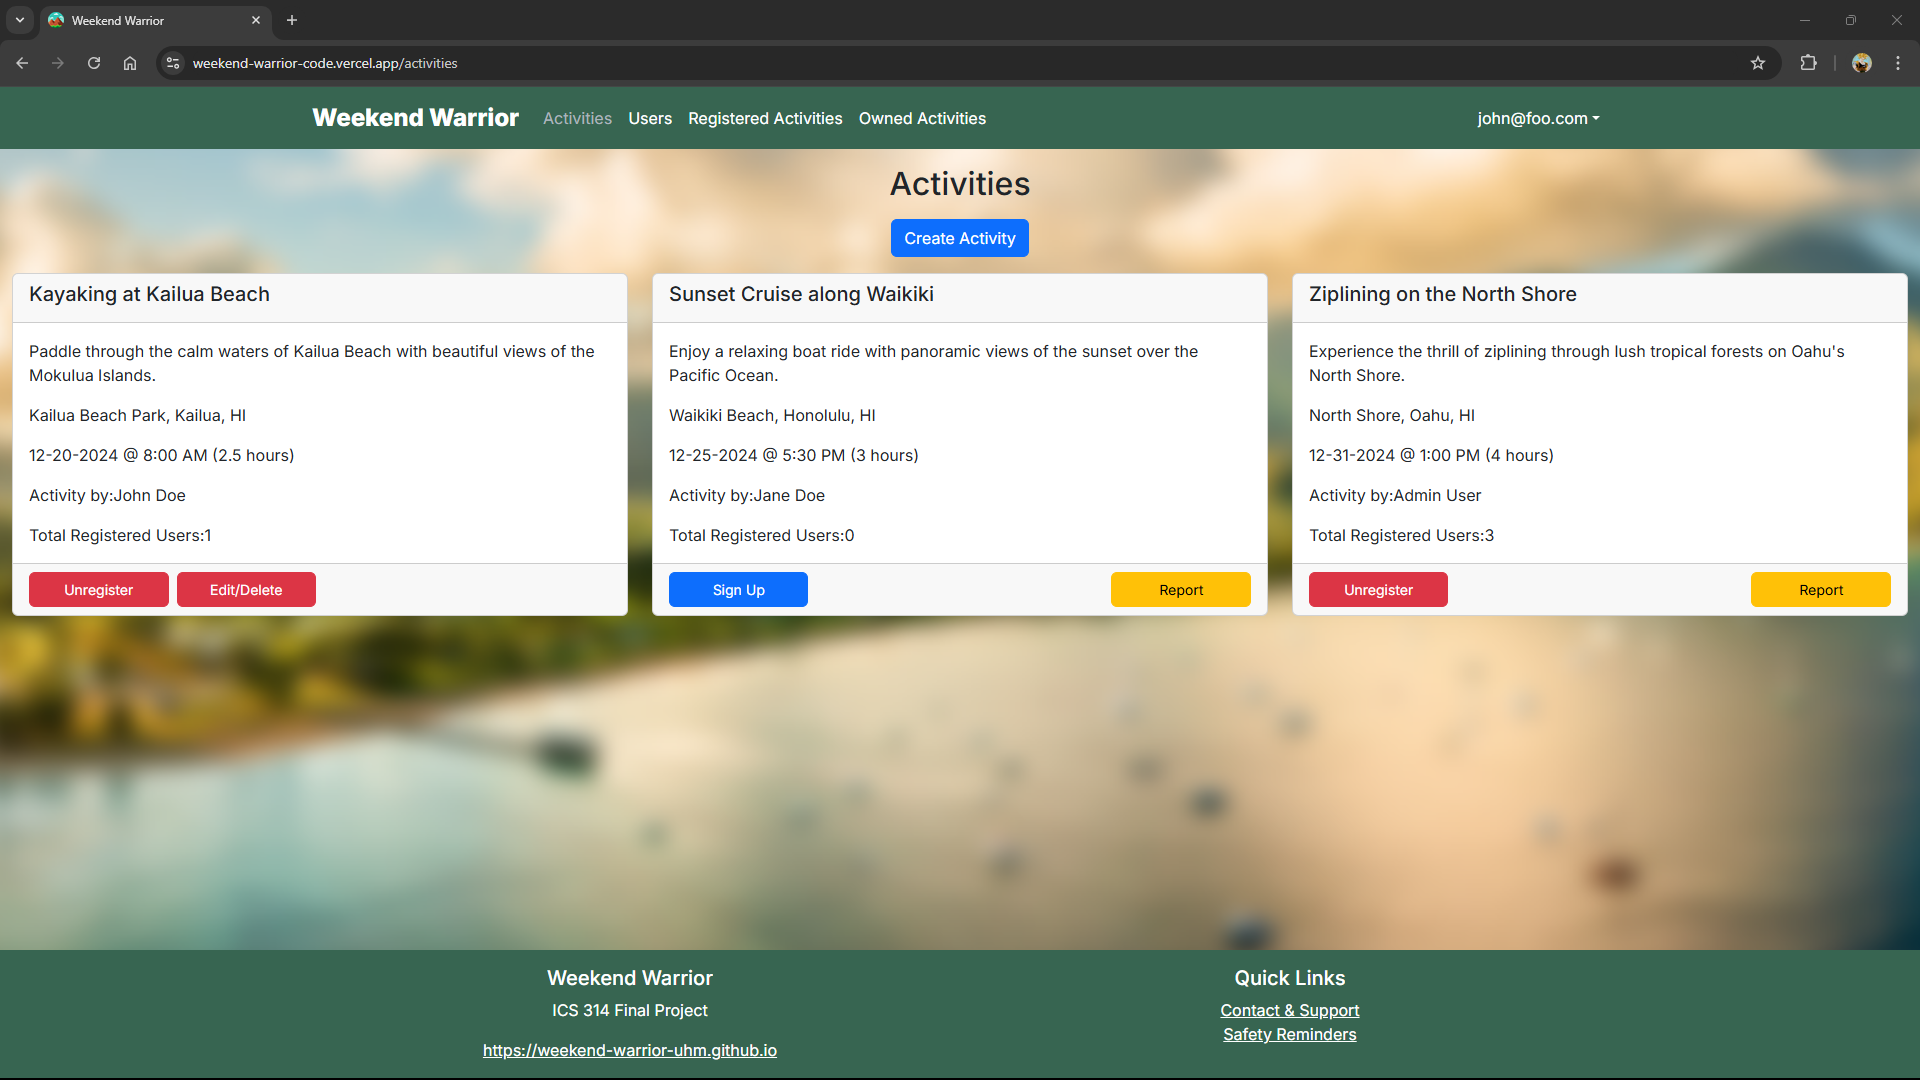 Weekend Warrior
weekend-warrior-code.vercel.app/activities
Weekend Warrior Activities Users Registered Activities Owned Activities john@foo.com
Activities
Create Activity
Kayaking at Kailua Beach
Paddle through the calm waters of Kailua Beach with beautiful views of the
Mokulua Islands.
Kailua Beach Park, Kailua, HI
12-20-2024 @ 8:00 AM (2.5 hours)
Activity by:John Doe
Total Registered Users:1
Unregister Edit/Delete
Sunset Cruise along Waikiki
Enjoy a relaxing boat ride with panoramic views of the sunset over the
Pacific Ocean.
Waikiki Beach, Honolulu, HI
12-25-2024 @ 5:30 PM (3 hours)
Activity by:Jane Doe
Total Registered Users:0
Sign Up Report
Ziplining on the North Shore
Experience the thrill of ziplining through lush tropical forests on Oahu's
North Shore.
North Shore, Oahu, HI
12-31-2024 @ 1:00 PM (4 hours)
Activity by:Admin User
Total Registered Users:3
Unregister Report
Weekend Warrior
ICS 314 Final Project
https://weekend-warrior-uhm.github.io
Quick Links
Contact & Support
Safety Reminders